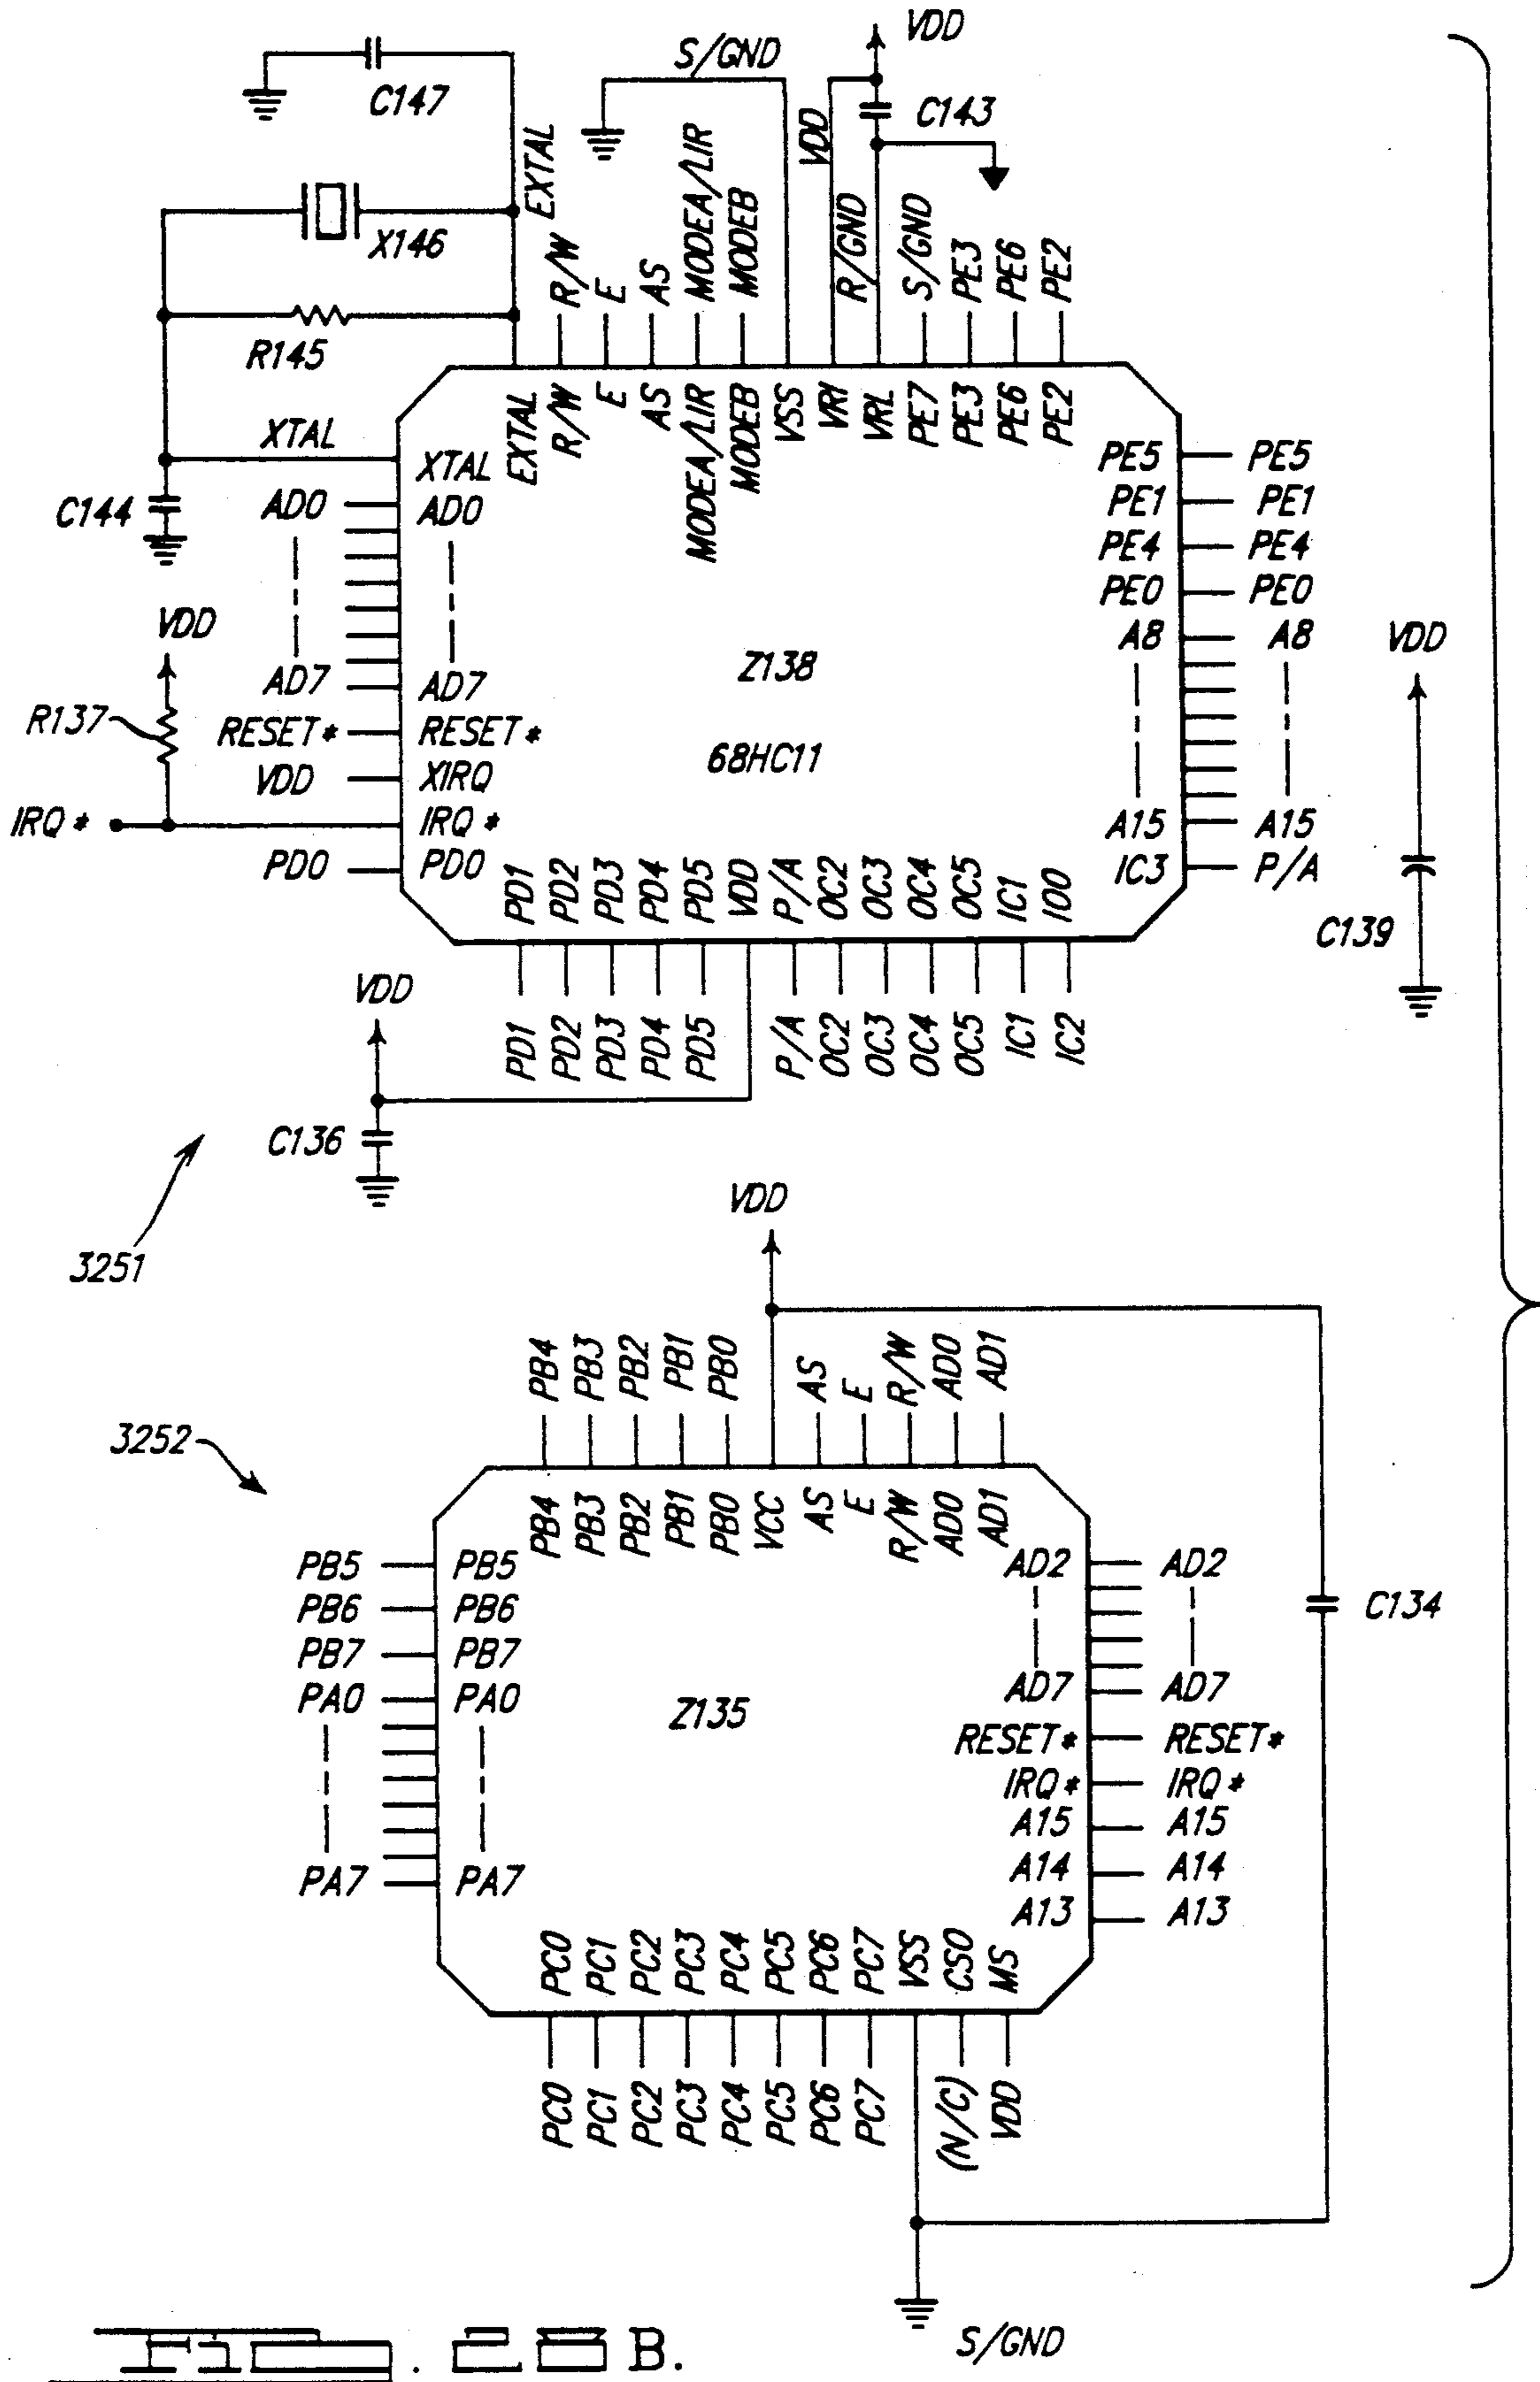 VDD
S/GND
C147
C143
EXTAL
R/W
E
AS
MODEA/LIR
MODEB
VDD
R/GND
S/GND
PE3
PE6
PE2
X146
R145
EXTAL
R/W
E
AS
MODEA/LIR
MODEB
VSS
VRI
VRL
PE7
PE3
PE6
PE2
XTAL
XTAL
C144
AD0
AD0
PE5 PE5
PE1 PE1
PE4 PE4
PE0 PE0
VDD
A8 A8
VDD
Z138
AD7 AD7
R137
RESET* RESET*
68HC11
VDD XIRQ
IRQ* IRQ*
A15 A15
PD0 PD0
IC3 P/A
C139
PD1
PD2
PD3
PD4
PD5
VDD
P/A
OC2
OC3
OC4
OC5
IC1
IO0
VDD
PD1
PD2
PD3
PD4
PD5
P/A
OC2
OC3
OC4
OC5
IC1
IC2
C136
3251
VDD
PB4
PB3
PB2
PB1
PB0
AS
E
R/W
AD0
AD1
3252
PB4
PB3
PB2
PB1
PB0
VCC
AS
E
R/W
AD0
AD1
PB5 PB5
AD2 AD2
PB6 PB6
C134
PB7 PB7
PA0 PA0
AD7 AD7
Z135
RESET* RESET*
IRQ* IRQ*
A15 A15
PA7 PA7
A14 A14
A13 A13
PC0
PC1
PC2
PC3
PC4
PC5
PC6
PC7
VSS
CSO
MS
PC0
PC1
PC2
PC3
PC4
PC5
PC6
PC7
(N/C)
VDD
S/GND
FIG. 28B.